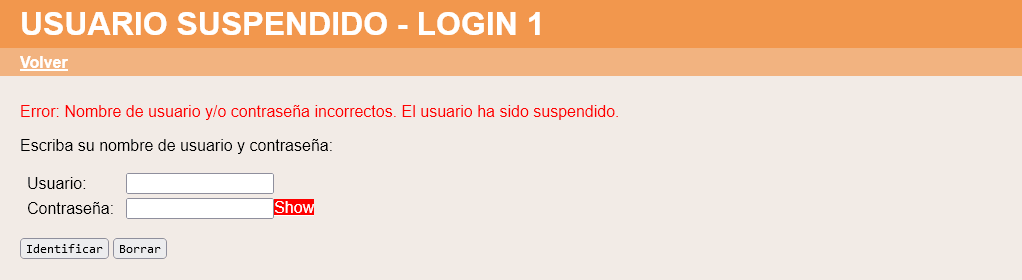 USUARIO SUSPENDIDO - LOGIN 1
Volver
Error: Nombre de usuario y/o contraseña incorrectos. El usuario ha sido suspendido.
Escriba su nombre de usuario y contraseña:
Usuario:
Contraseña: Show
Identificar Borrar